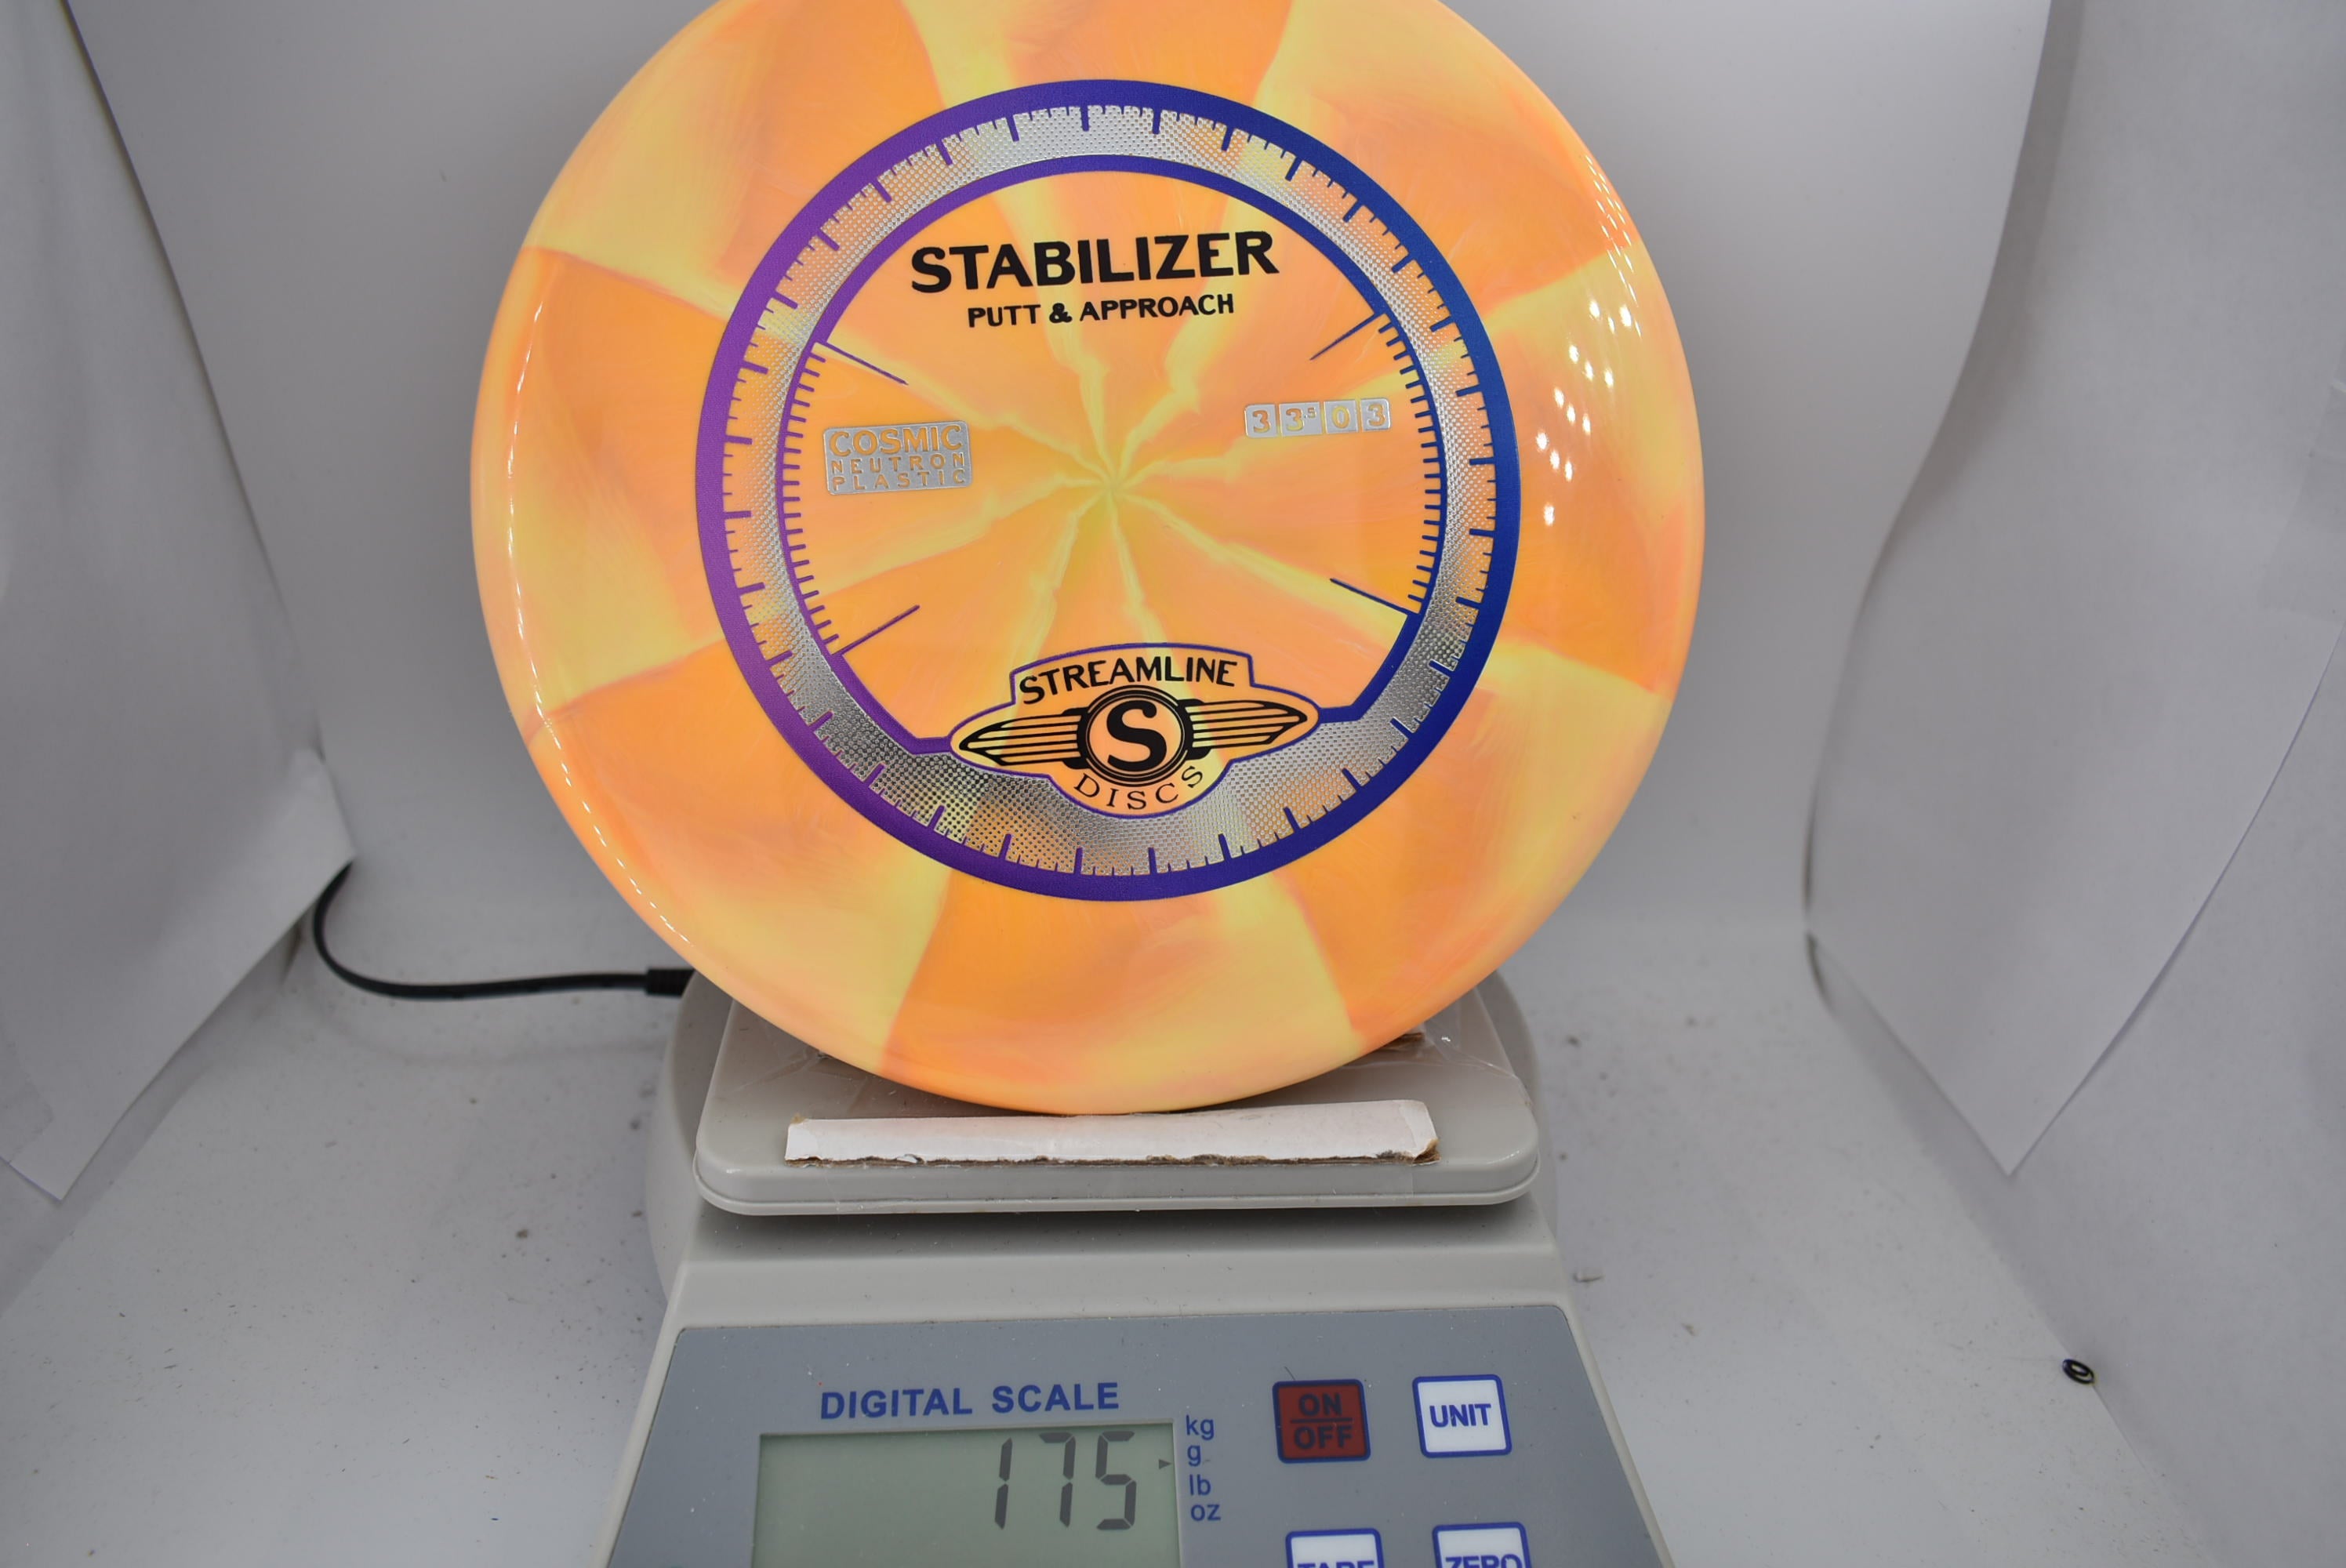 STABILIZER
PUTT & APPROACH
3 3.5 0 3
COSMIC
NEUTRON
PLASTIC
STREAMLINE
S
DISCS
DIGITAL SCALE
175
kg
g
lb
oz
ON
OFF
UNIT
TARE
ZERO